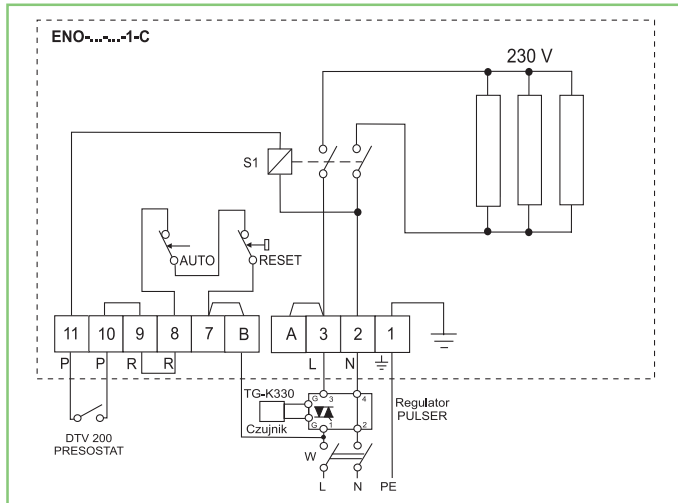 ENO-...-...-1-C
230 V
S1
AUTO
RESET
11 10 9 8 7 B A 3 2 1
P P R R L N
TG-K330
G 3 4
Czujnik
G 1 2
Regulator
PULSER
DTV 200
PRESOSTAT
W
L N PE